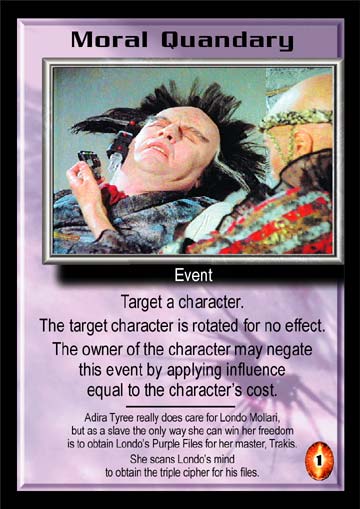 Moral Quandary
Event
Target a character.
The target character is rotated for no effect.
The owner of the character may negate
this event by applying influence
equal to the character's cost.
Adira Tyree really does care for Londo Mollari,
but as a slave the only way she can win her freedom
is to obtain Londo's Purple Files for her master, Trakis.
She scans Londo's mind
to obtain the triple cipher for his files.
1